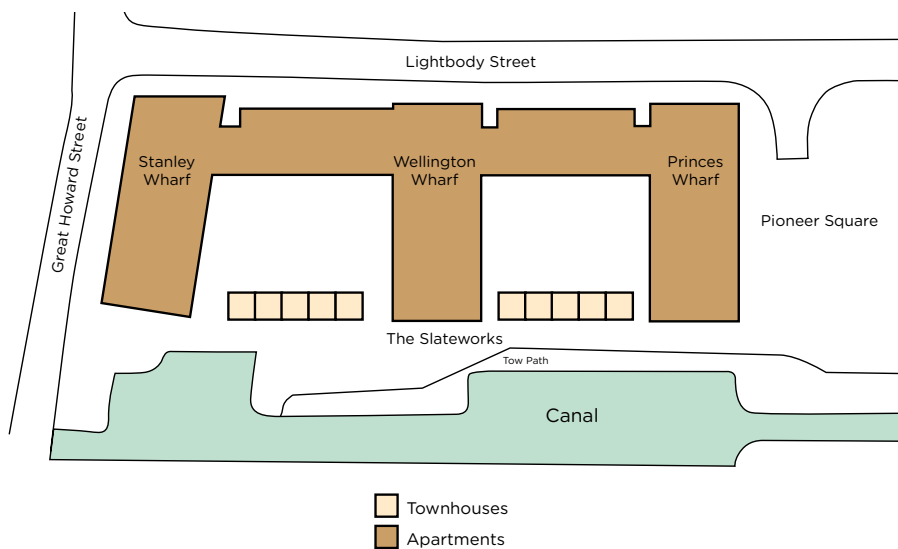 Lightbody Street
Great Howard Street
Stanley
Wharf
Wellington
Wharf
Princes
Wharf
Pioneer Square
The Slateworks
Tow Path
Canal
Townhouses
Apartments